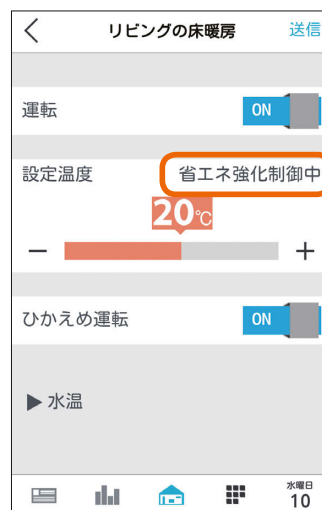 リビングの床暖房 送信
運転 ON
設定温度 省エネ強化制御中
20℃
− +
ひかえめ運転 ON
▶水温
水曜日
10